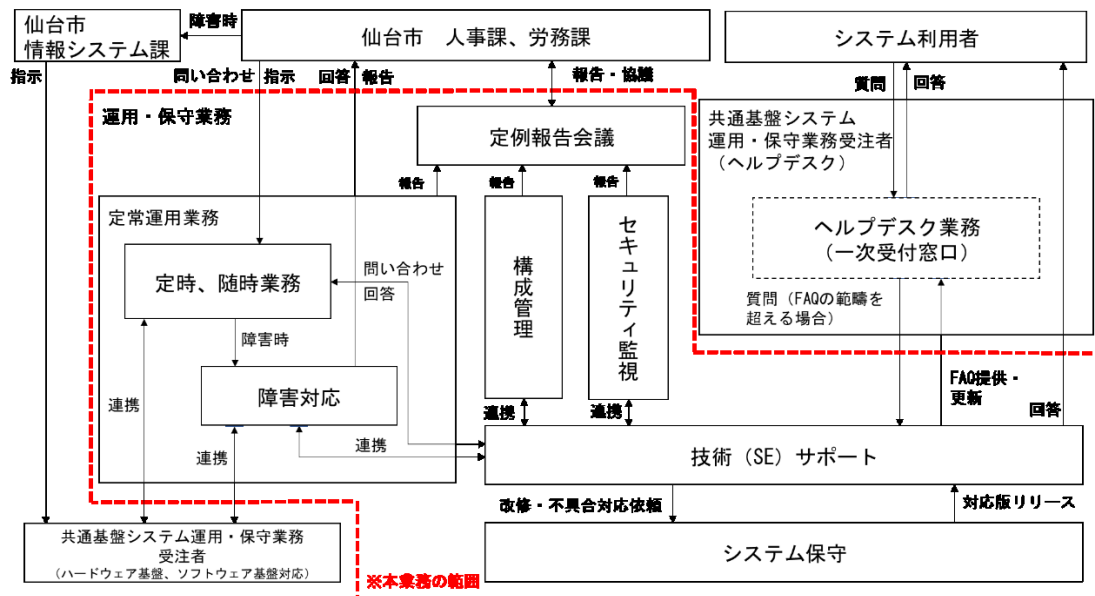 仙台市
情報システム課
障害時
仙台市　人事課、労務課
システム利用者
指示
問い合わせ
指示
回答
報告
報告・協議
質問
回答
運用・保守業務
定例報告会議
共通基盤システム
運用・保守業務受注者
（ヘルプデスク）
報告
報告
報告
定常運用業務
定時、随時業務
問い合わせ
回答
構成管理
セキュリティ監視
ヘルプデスク業務
（一次受付窓口）
質問（FAQの範疇を
超える場合）
障害時
障害対応
連携
連携
連携
連携
連携
FAQ提供・
更新
回答
技術（SE）サポート
改修・不具合対応依頼
対応版リリース
共通基盤システム運用・保守業務
受注者
（ハードウェア基盤、ソフトウェア基盤対応）
システム保守
※本業務の範囲